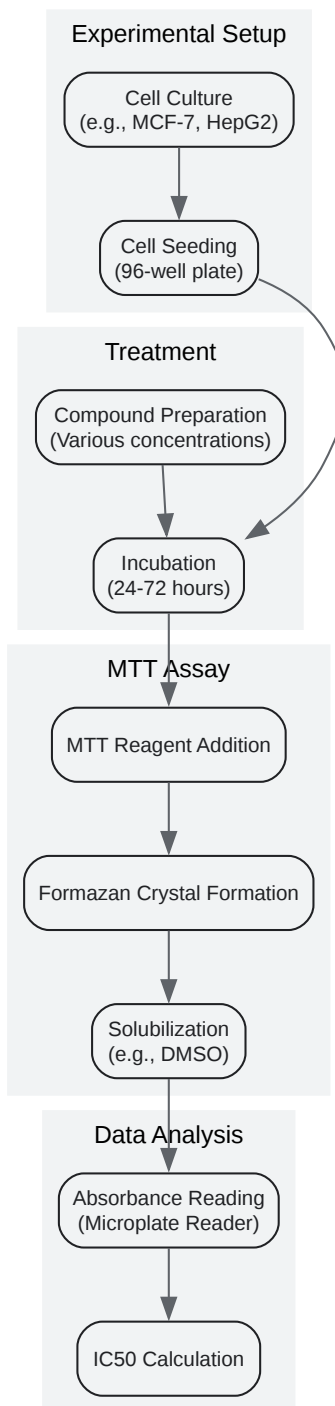 Experimental Setup
Cell Culture
(e.g., MCF-7, HepG2)
Cell Seeding
(96-well plate)
Treatment
Compound Preparation
(Various concentrations)
Incubation
(24-72 hours)
MTT Assay
MTT Reagent Addition
Formazan Crystal Formation
Solubilization
(e.g., DMSO)
Data Analysis
Absorbance Reading
(Microplate Reader)
IC50 Calculation